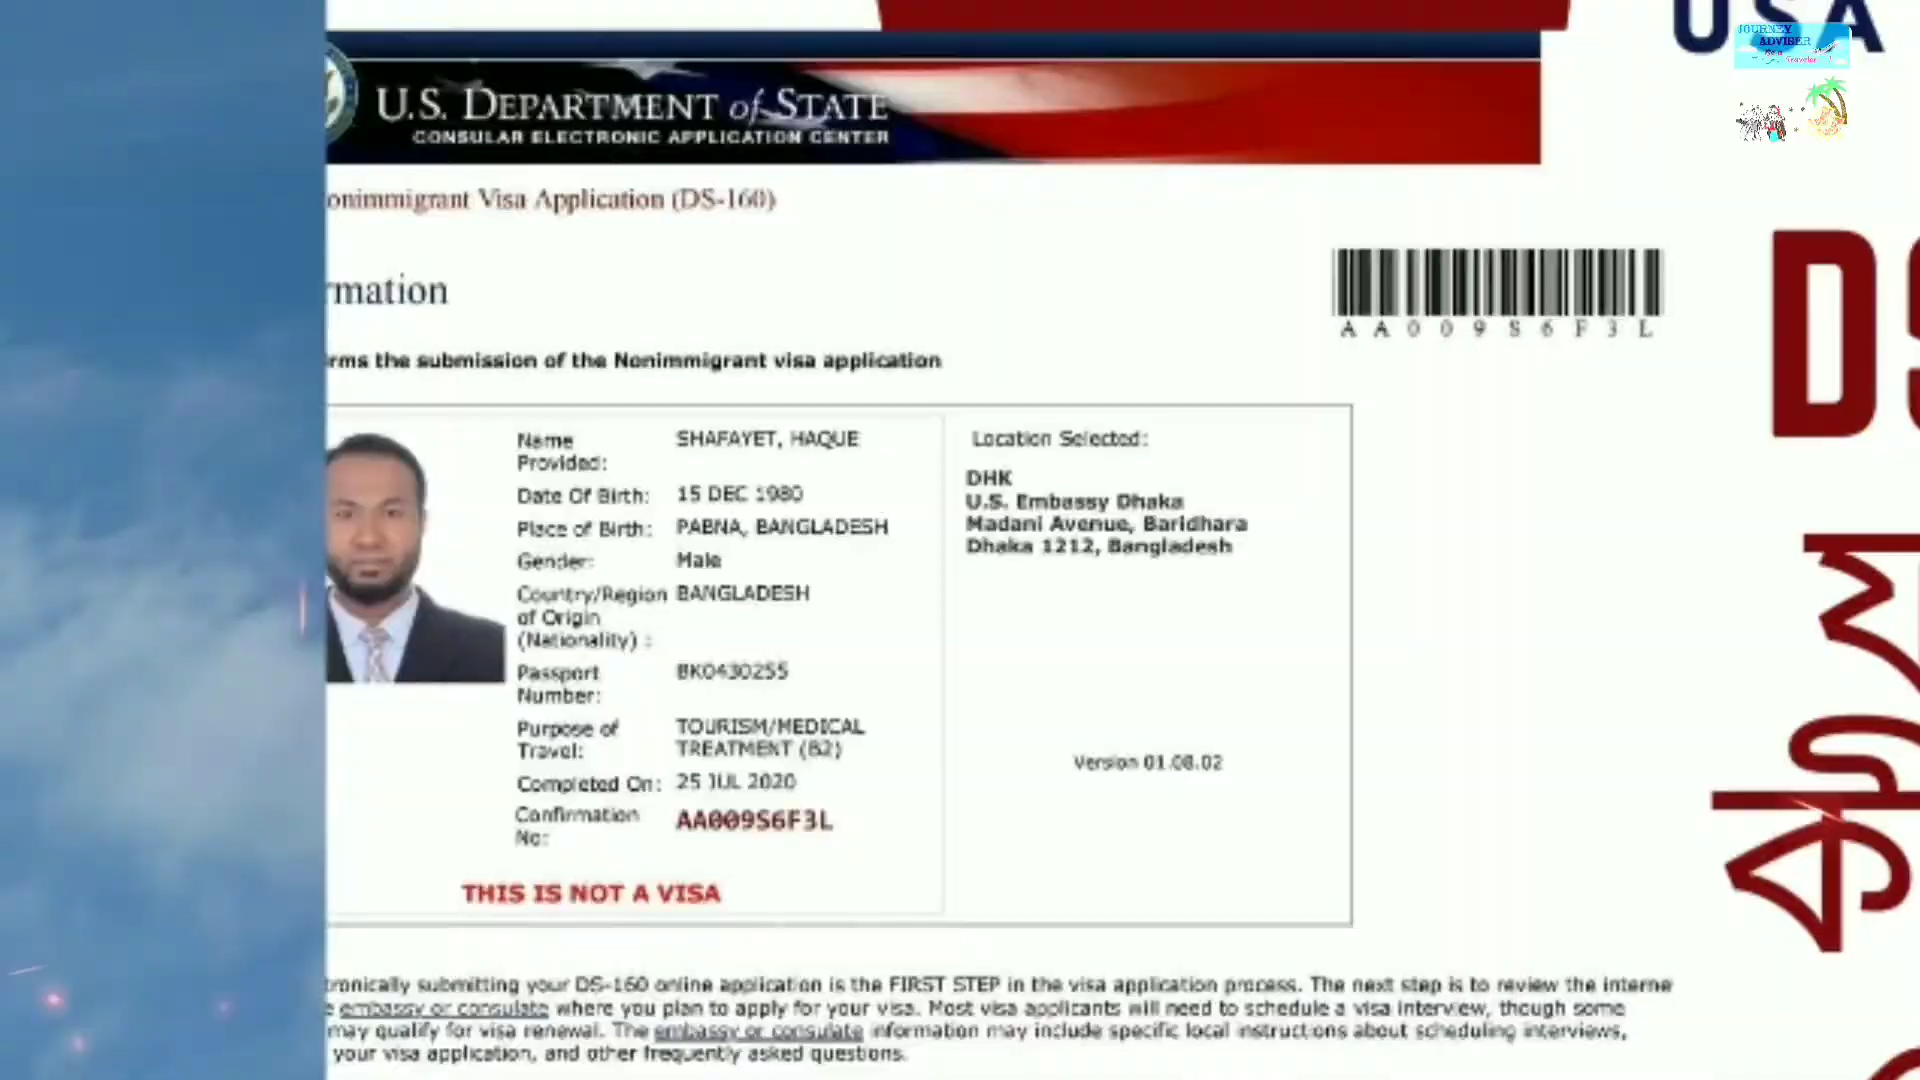 USA
JOURNEY
ADVISER
U.S. DEPARTMENT of STATE
CONSULAR ELECTRONIC APPLICATION CENTER
onimmigrant Visa Application (DS-160)
rmation
AA009S6F3L
rms the submission of the Nonimmigrant visa application
Name Provided: SHAFAYET, HAQUE
Date Of Birth: 15 DEC 1980
Place of Birth: PABNA, BANGLADESH
Gender: Male
Country/Region of Origin (Nationality) : BANGLADESH
Passport Number: BK0430255
Purpose of Travel: TOURISM/MEDICAL TREATMENT (B2)
Completed On: 25 JUL 2020
Confirmation No: AA009S6F3L
THIS IS NOT A VISA
Location Selected:
DHK
U.S. Embassy Dhaka
Madani Avenue, Baridhara
Dhaka 1212, Bangladesh
Version 01.08.02
tronically submitting your DS-160 online application is the FIRST STEP in the visa application process. The next step is to review the interne
e embassy or consulate where you plan to apply for your visa. Most visa applicants will need to schedule a visa interview, though some
may qualify for visa renewal. The embassy or consulate information may include specific local instructions about scheduling interviews,
your visa application, and other frequently asked questions.